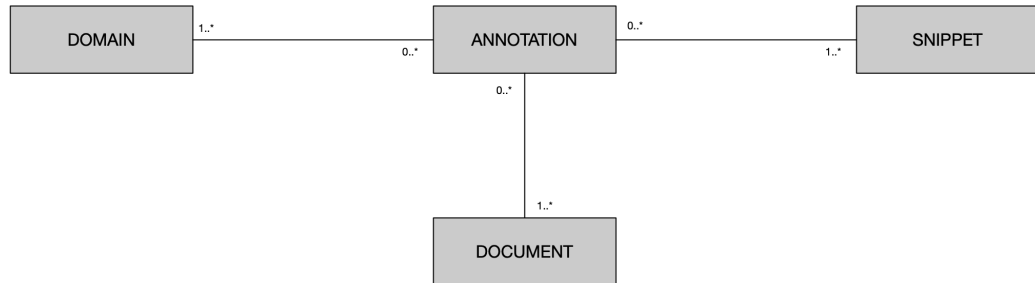 1..*
0..*
DOMAIN
ANNOTATION
SNIPPET
0..*
1..*
0..*
1..*
DOCUMENT